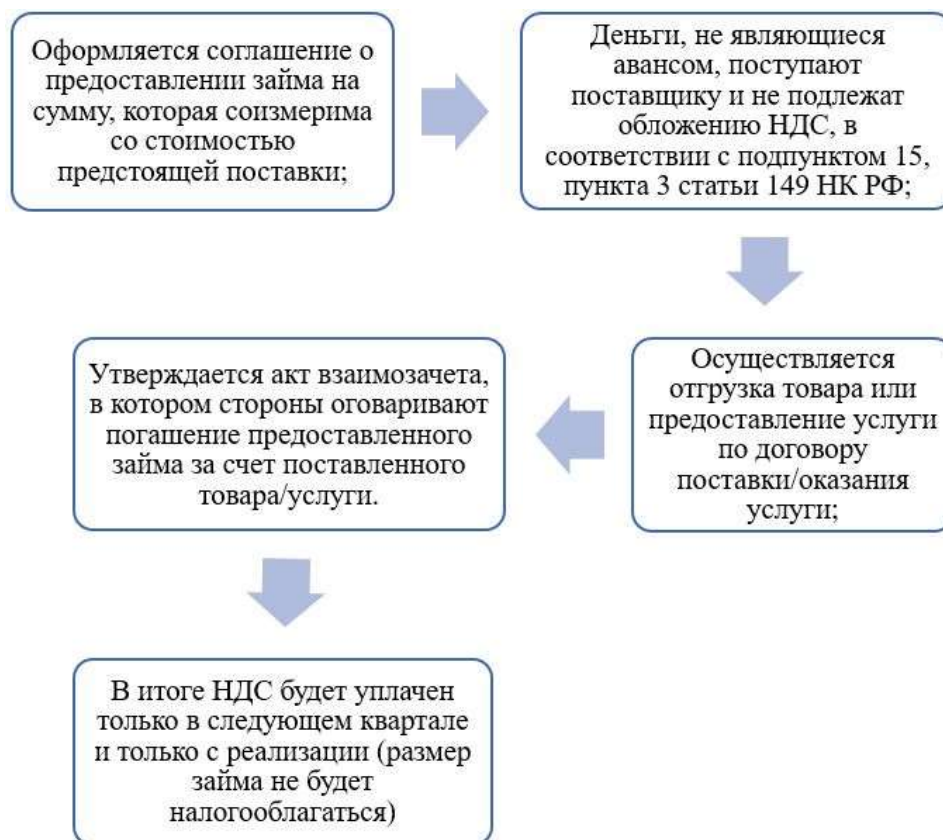 Оформляется соглашение о
предоставлении займа на
сумму, которая соизмерима
со стоимостью
предстоящей поставки;
Деньги, не являющиеся
авансом, поступают
поставщику и не подлежат
обложению НДС, в
соответствии с подпунктом 15,
пункта 3 статьи 149 НК РФ;
Осуществляется
отгрузка товара или
предоставление услуги
по договору
поставки/оказания
услуги;
Утверждается акт взаимозачета,
в котором стороны оговаривают
погашение предоставленного
займа за счет поставленного
товара/услуги.
В итоге НДС будет уплачен
только в следующем квартале
и только с реализации (размер
займа не будет
налогооблагаться)